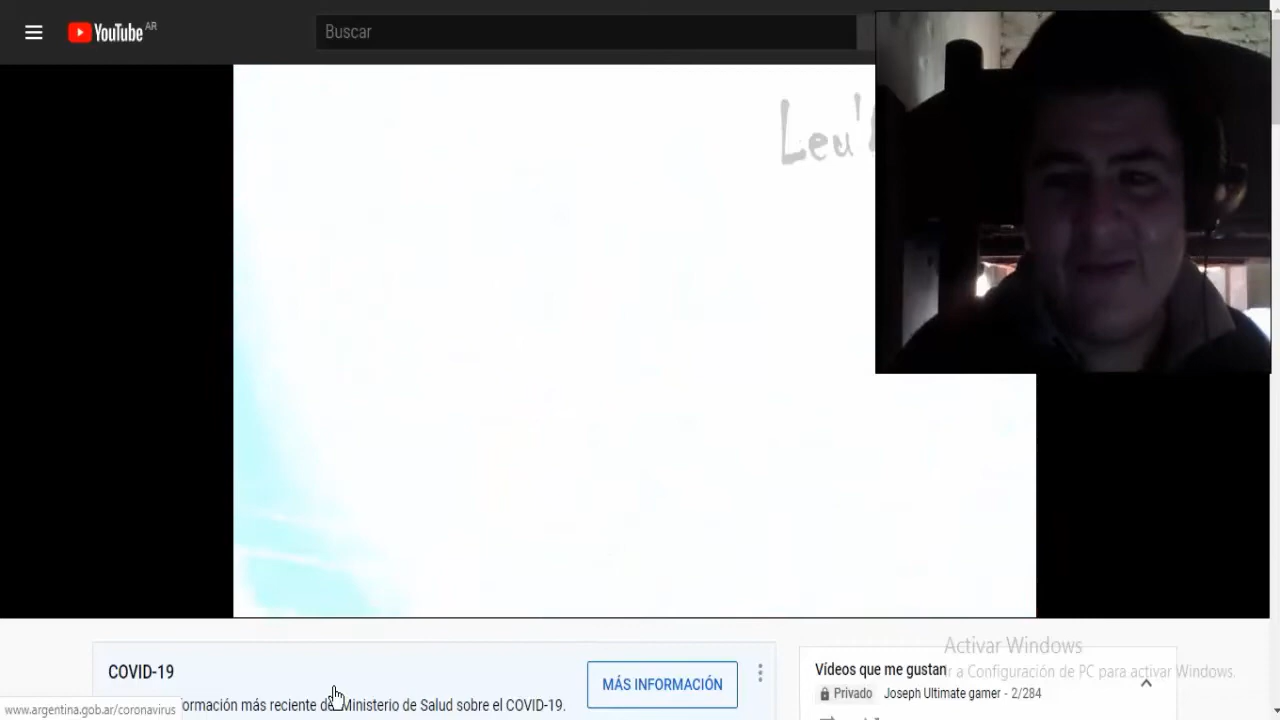 YouTube AR
Buscar
Leu'
COVID-19
ormación más reciente de Ministerio de Salud sobre el COVID-19.
MÁS INFORMACIÓN
www.argentina.gob.ar/coronavirus
Activar Windows
r a Configuración de PC para activar Windows.
Vídeos que me gustan
Privado Joseph Ultimate gamer - 2/284